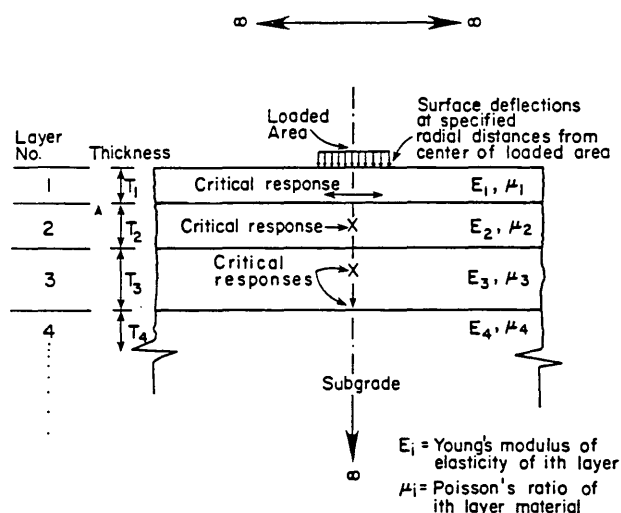 ∞ ∞
Loaded
Area
Surface deflections
at specified
radial distances from
center of loaded area
Layer
No.
Thickness
1
T1
Critical response
E1, μ1
A
2
T2
Critical response
X
E2, μ2
3
T3
Critical
responses
X
E3, μ3
4
T4
E4, μ4
Subgrade
∞
Ei = Young's modulus of
elasticity of ith layer
μi = Poisson's ratio of
ith layer material